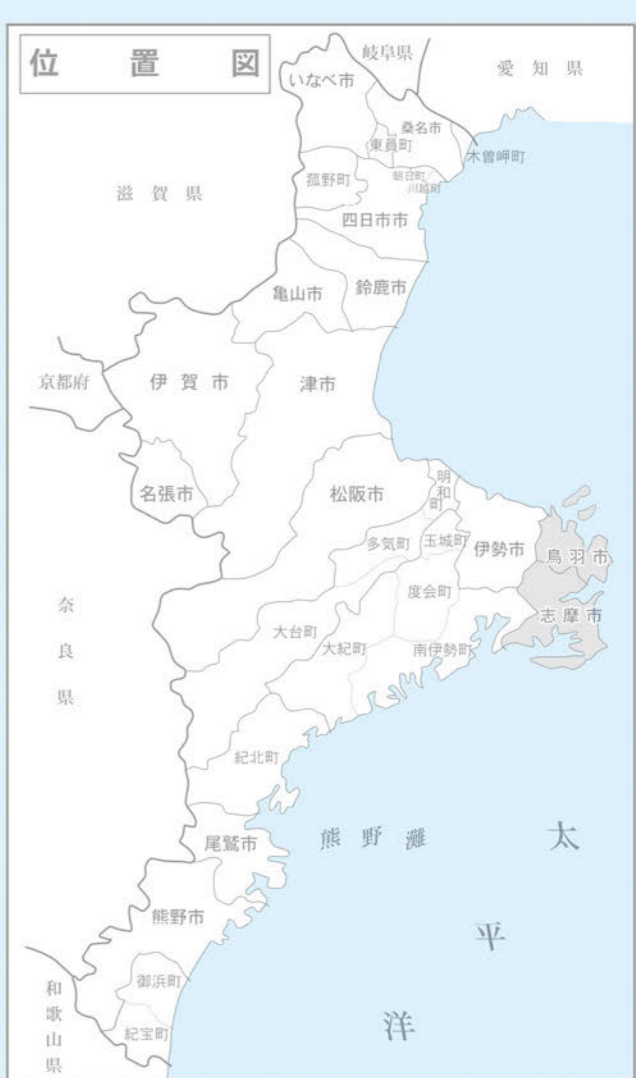 位置図
岐阜県
愛知県
いなべ市
桑名市
東員町
木曽岬町
朝日町
川越町
菰野町
滋賀県
四日市市
亀山市
鈴鹿市
京都府
伊賀市
津市
名張市
松阪市
明和町
多気町
玉城町
伊勢市
鳥羽市
度会町
志摩市
奈良県
大台町
大紀町
南伊勢町
紀北町
尾鷲市
熊野灘
太平洋
熊野市
御浜町
和歌山県
紀宝町